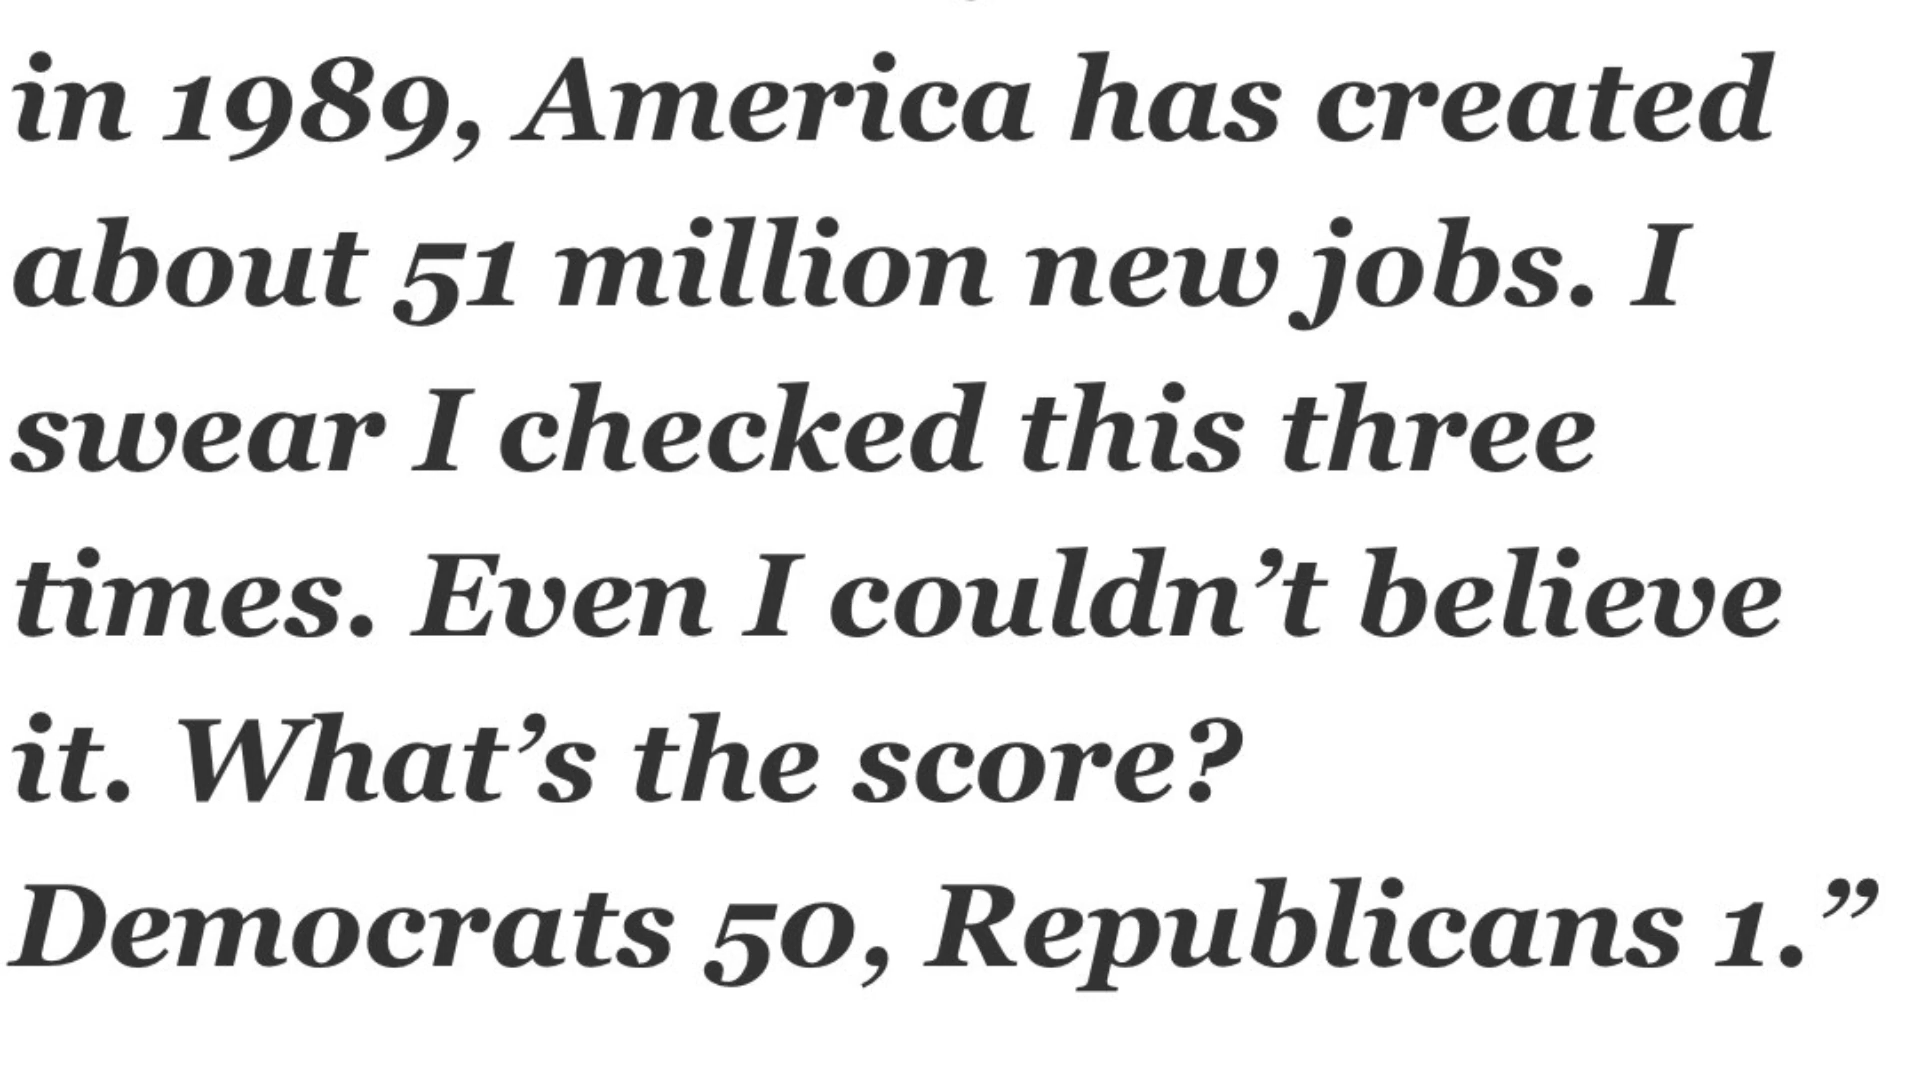 in 1989, America has created
about 51 million new jobs. I
swear I checked this three
times. Even I couldn’t believe
it. What’s the score?
Democrats 50, Republicans 1.”